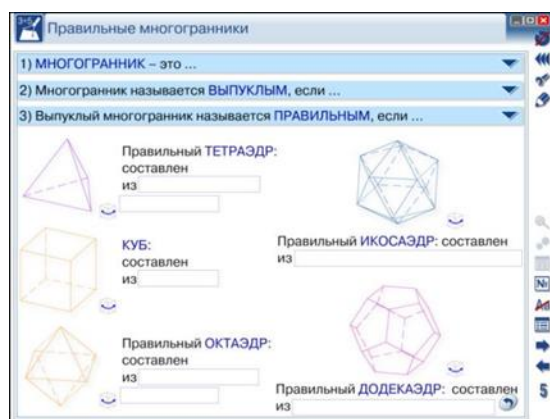 Правильные многогранники
1) МНОГОГРАННИК – это ...
2) Многогранник называется ВЫПУКЛЫМ, если ...
3) Выпуклый многогранник называется ПРАВИЛЬНЫМ, если ...
Правильный ТЕТРАЭДР:
составлен
из
КУБ:
составлен
из
Правильный ОКТАЭДР:
составлен
из
Правильный ИКОСАЭДР: составлен
из
Правильный ДОДЕКАЭДР: составлен
из
№
5